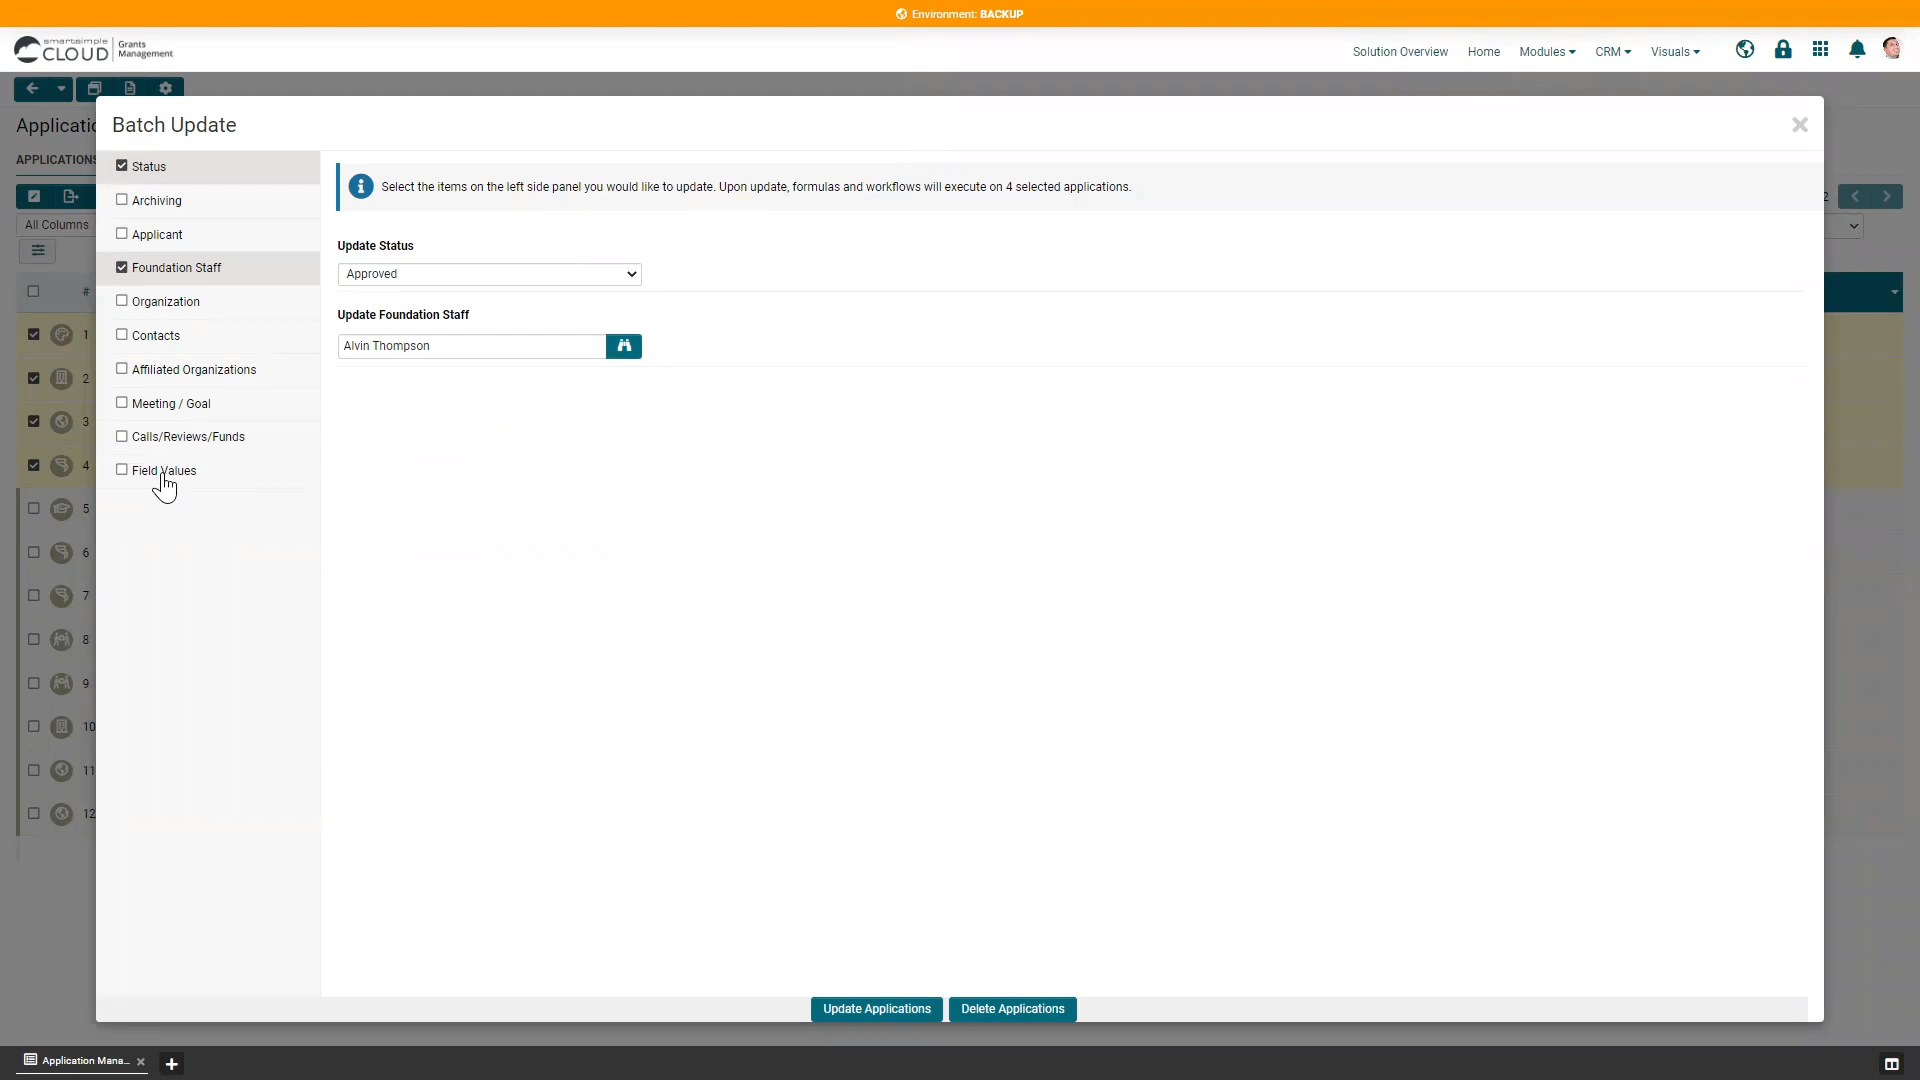 Environment: BACKUP
smartsimple
CLOUD
Grants
Management
Solution Overview
Home
Modules
CRM
Visuals
Applicatio
Batch Update
APPLICATIONS
Status
Archiving
Applicant
Foundation Staff
Organization
Contacts
Affiliated Organizations
Meeting / Goal
Calls/Reviews/Funds
Field Values
Select the items on the left side panel you would like to update. Upon update, formulas and workflows will execute on 4 selected applications.
Update Status
Approved
Update Foundation Staff
Alvin Thompson
2
All Columns
#
1
2
3
4
5
6
7
8
9
10
11
12
Update Applications
Delete Applications
Application Mana...